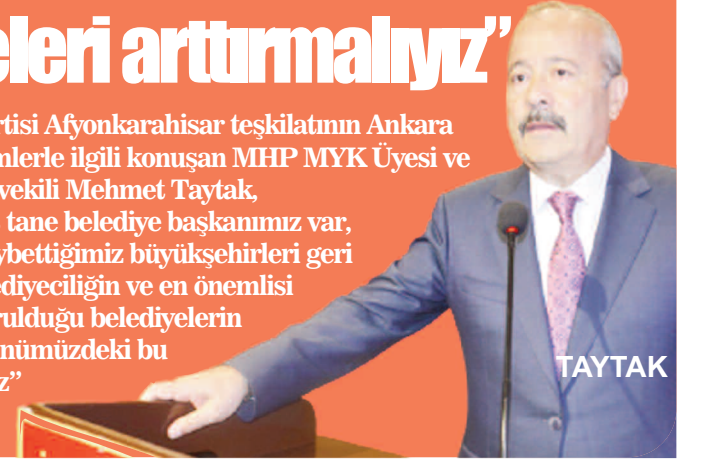 eleri arttırmalıyız”
rtisi Afyonkarahisar teşkilatının Ankara
mlerle ilgili konuşan MHP MYK Üyesi ve
vekili Mehmet Taytak,
tane belediye başkanımız var,
ybettiğimiz büyükşehirleri geri
ediyeciliğin ve en önemlisi
rulduğu belediyelerin
nümüzdeki bu
z”
TAYTAK